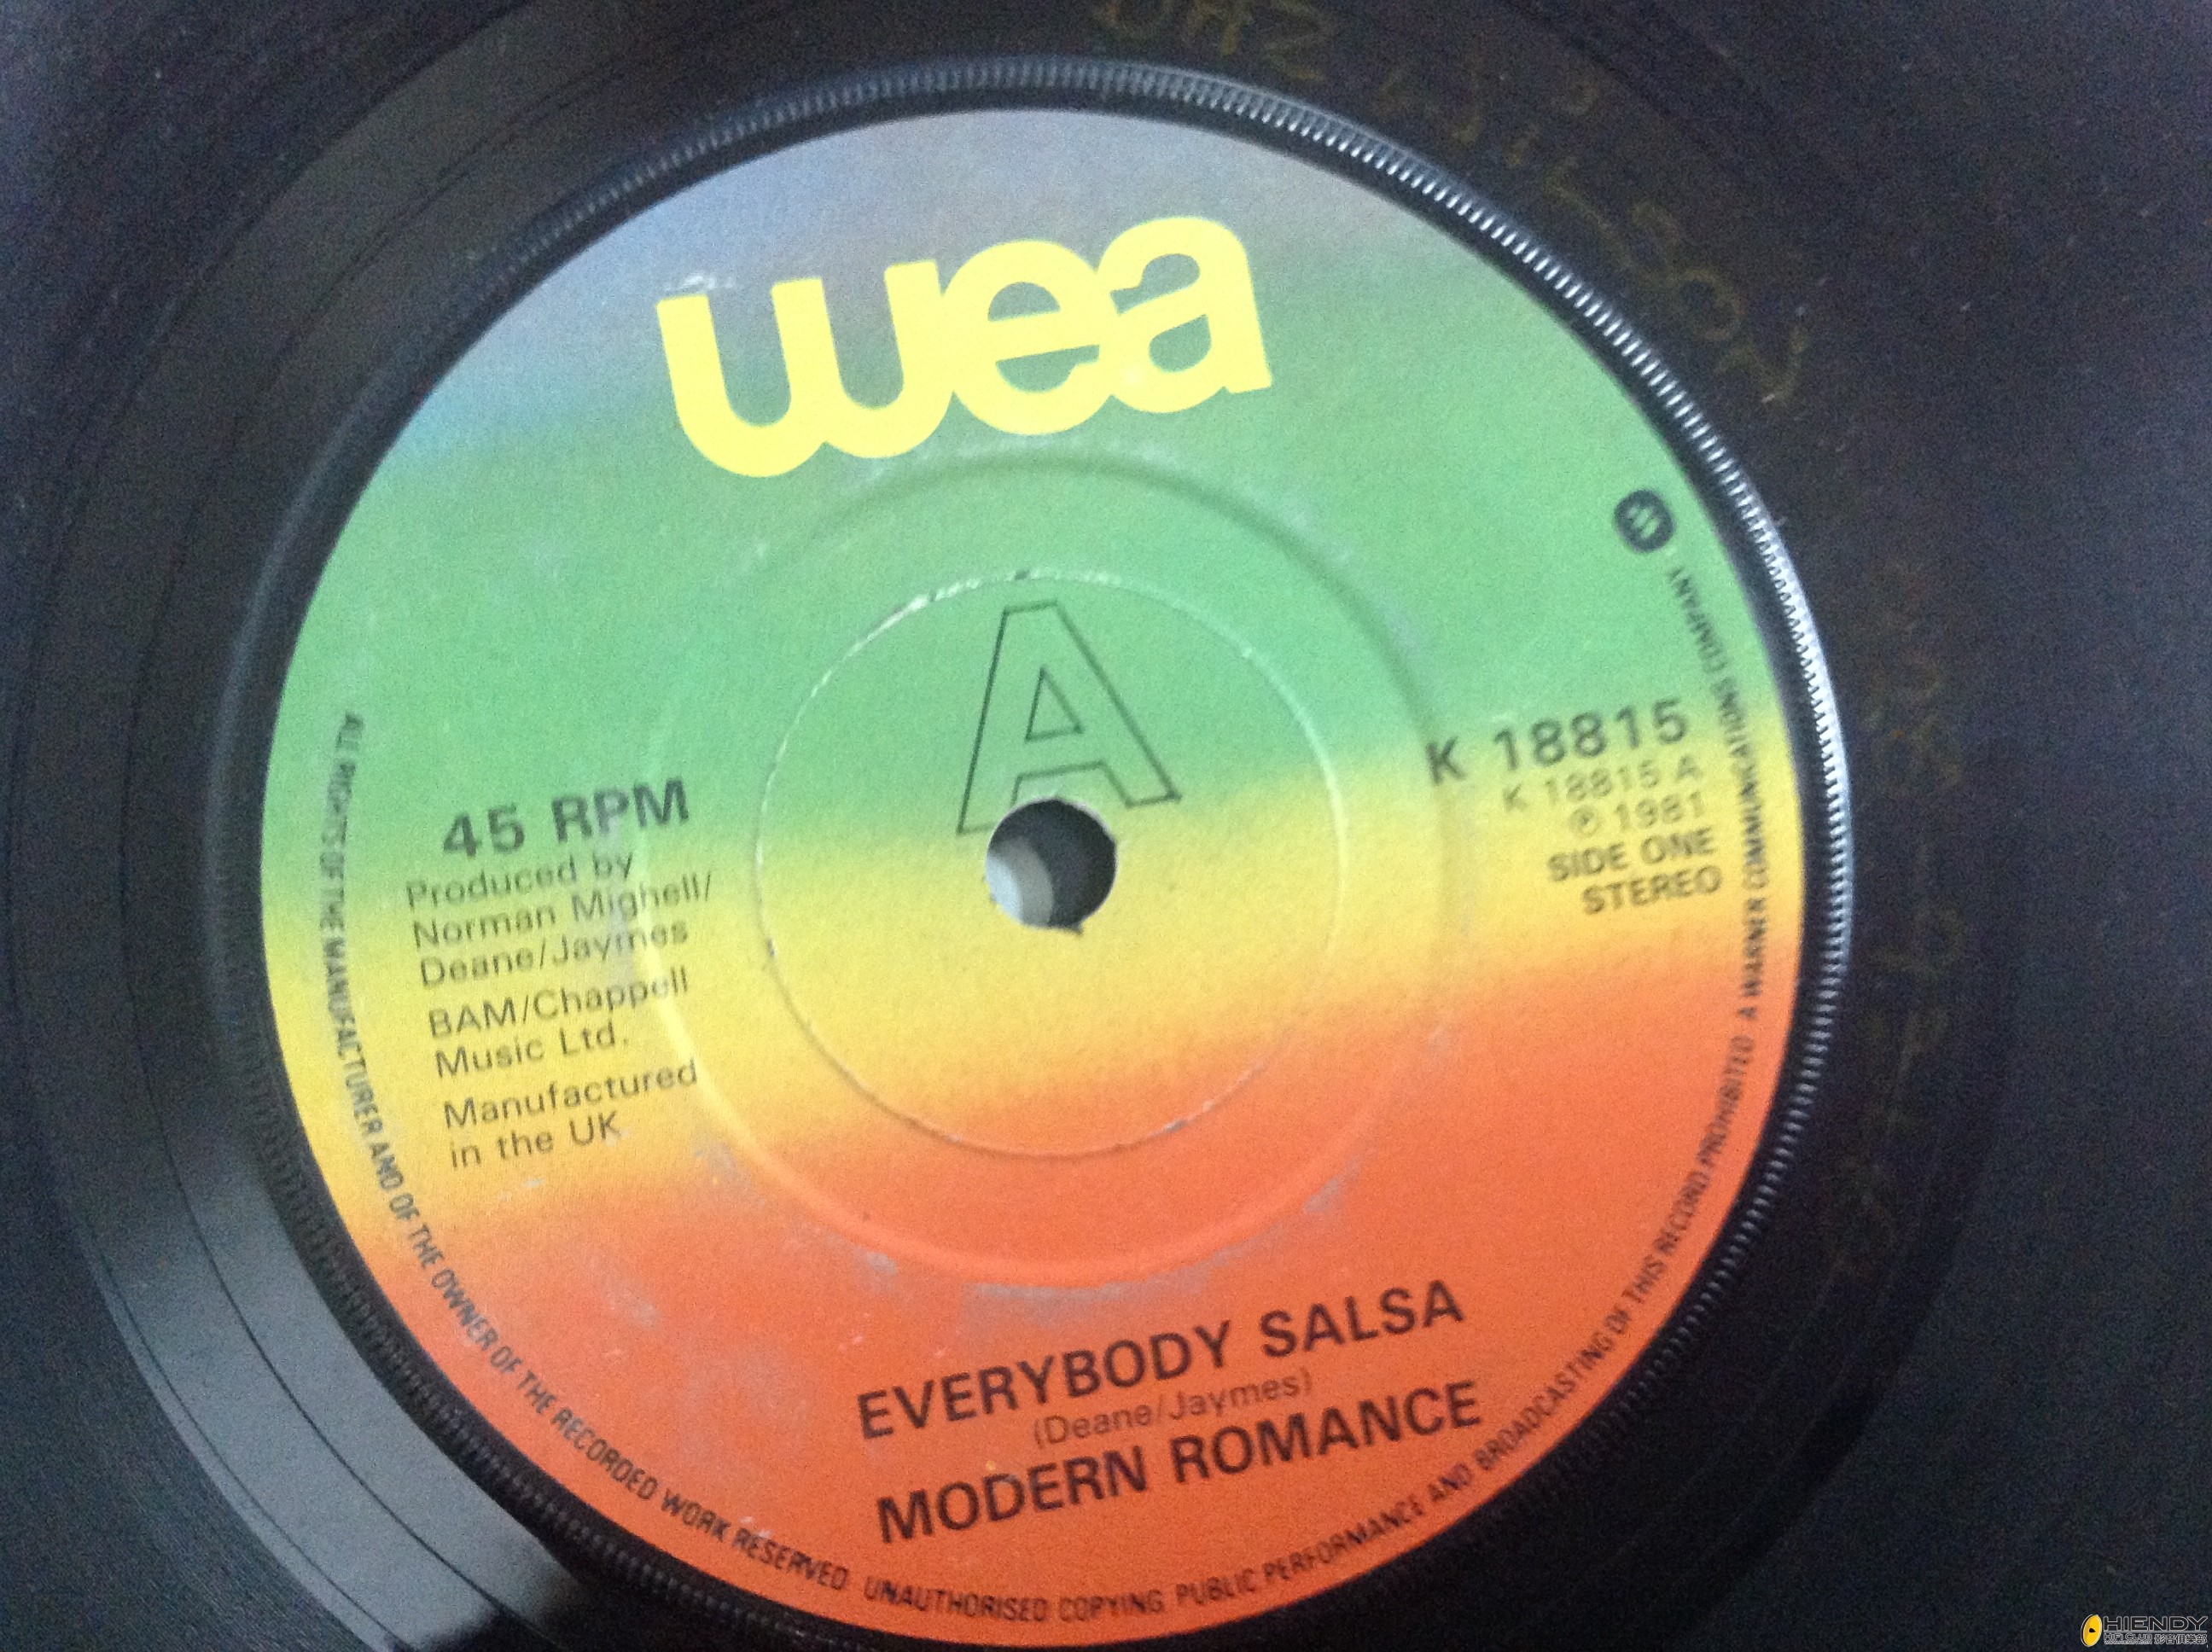 wea
A
K 18815
K 18815 A
℗ 1981
SIDE ONE
STEREO
45 RPM
Produced by
Norman Mighell/
Deane/Jaymes
BAM/Chappell
Music Ltd.
Manufactured
in the UK
EVERYBODY SALSA
(Deane/Jaymes)
MODERN ROMANCE
ALL RIGHTS OF THE MANUFACTURER AND OF THE OWNER OF THE RECORDED WORK RESERVED UNAUTHORISED COPYING PUBLIC PERFORMANCE AND BROADCASTING OF THIS RECORD PROHIBITED A WARNER COMMUNICATIONS COMPANY
HIENDY